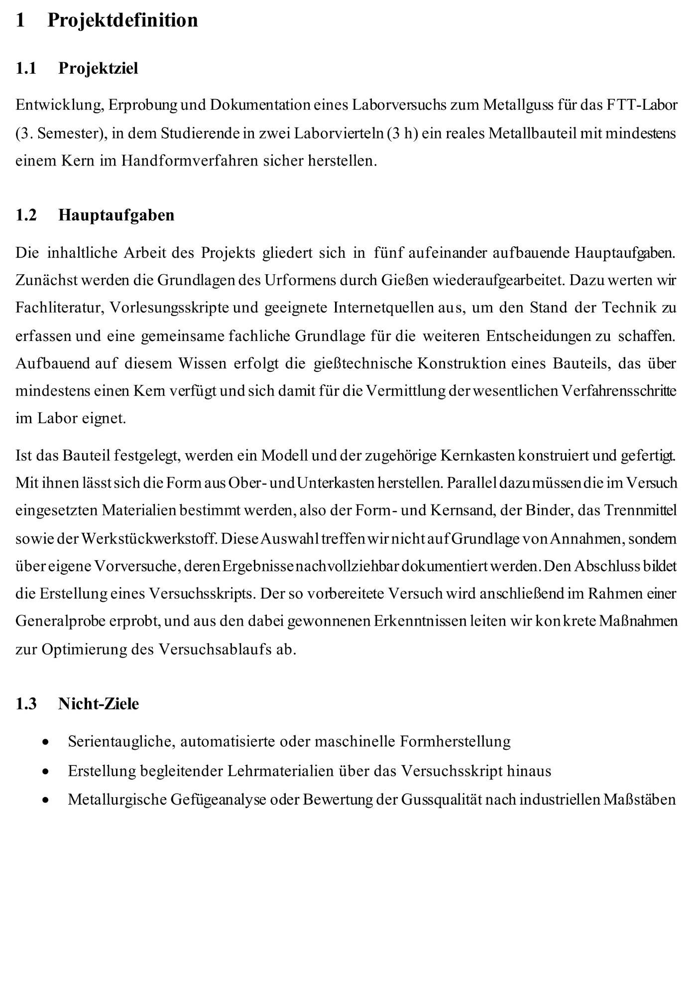 1 Projektdefinition
1.1 Projektziel
Entwicklung, Erprobung und Dokumentation eines Laborversuchs zum Metallguss für das FTT-Labor
(3. Semester), in dem Studierende in zwei Laborvierteln (3 h) ein reales Metallbauteil mit mindestens
einem Kern im Handformverfahren sicher herstellen.
1.2 Hauptaufgaben
Die inhaltliche Arbeit des Projekts gliedert sich in fünf aufeinander aufbauende Hauptaufgaben.
Zunächst werden die Grundlagen des Urformens durch Gießen wiederaufgearbeitet. Dazu werten wir
Fachliteratur, Vorlesungsskripte und geeignete Internetquellen aus, um den Stand der Technik zu
erfassen und eine gemeinsame fachliche Grundlage für die weiteren Entscheidungen zu schaffen.
Aufbauend auf diesem Wissen erfolgt die gießtechnische Konstruktion eines Bauteils, das über
mindestens einen Kern verfügt und sich damit für die Vermittlung der wesentlichen Verfahrensschritte
im Labor eignet.
Ist das Bauteil festgelegt, werden ein Modell und der zugehörige Kernkasten konstruiert und gefertigt.
Mit ihnen lässt sich die Form aus Ober- und Unterkasten herstellen. Parallel dazu müssen die im Versuch
eingesetzten Materialien bestimmt werden, also der Form- und Kernsand, der Binder, das Trennmittel
sowie der Werkstückwerkstoff. Diese Auswahl treffen wir nicht auf Grundlage von Annahmen, sondern
über eigene Vorversuche, deren Ergebnisse nachvollziehbar dokumentiert werden. Den Abschluss bildet
die Erstellung eines Versuchsskripts. Der so vorbereitete Versuch wird anschließend im Rahmen einer
Generalprobe erprobt, und aus den dabei gewonnenen Erkenntnissen leiten wir konkrete Maßnahmen
zur Optimierung des Versuchsablaufs ab.
1.3 Nicht-Ziele
• Serientaugliche, automatisierte oder maschinelle Formherstellung
• Erstellung begleitender Lehrmaterialien über das Versuchsskript hinaus
• Metallurgische Gefügeanalyse oder Bewertung der Gussqualität nach industriellen Maßstäben